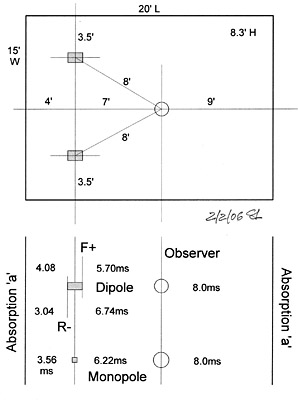 20' L
3.5'
8.3' H
15'
W
8'
4'
7'
9'
8'
3.5'
2/2/06
F+
Observer
4.08
5.70ms
Dipole
8.0ms
3.04
6.74ms
R-
3.56
ms
6.22ms
8.0ms
Monopole
Absorption 'a'
Absorption 'a'